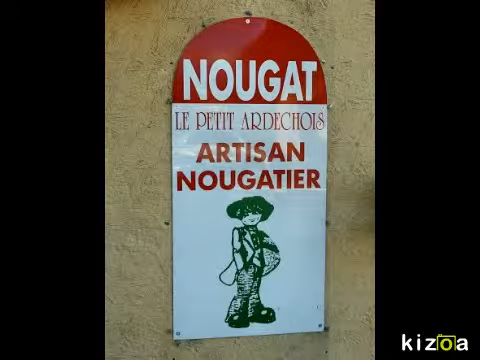 NOUGAT
LE PETIT ARDECHOIS
ARTISAN
NOUGATIER
kizoa